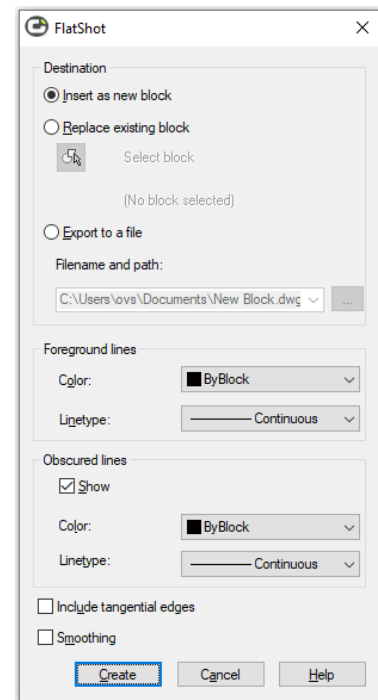 FlatShot
Destination
Insert as new block
Replace existing block
Select block
(No block selected)
Export to a file
Filename and path:
C:\Users\ovs\Documents\New Block.dwg
...
Foreground lines
Color:
ByBlock
Linetype:
Continuous
Obscured lines
Show
Color:
ByBlock
Linetype:
Continuous
Include tangential edges
Smoothing
Create Cancel Help